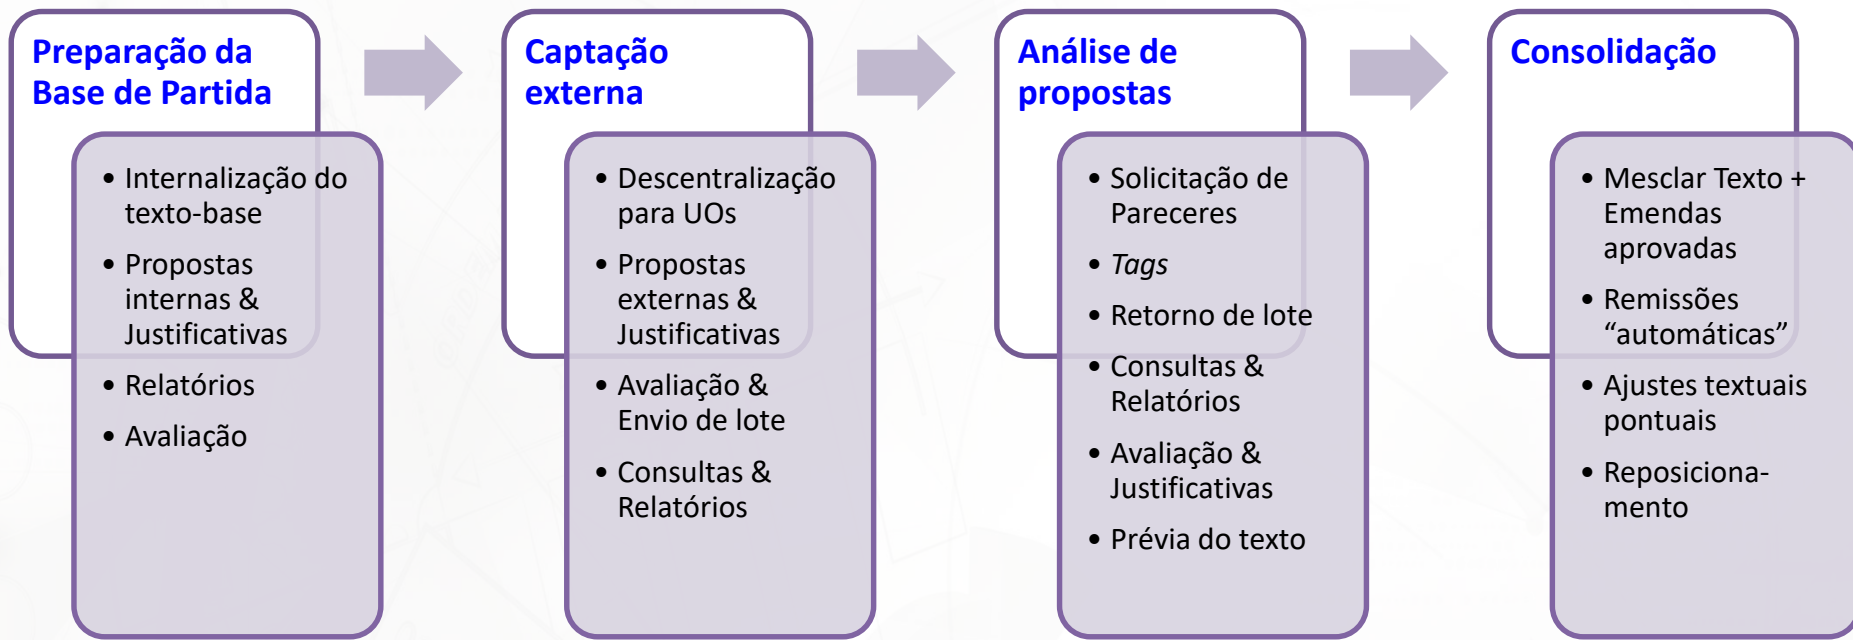 Preparação da
Base de Partida
• Internalização do
texto-base
• Propostas
internas &
Justificativas
• Relatórios
• Avaliação
Captação
externa
• Descentralização
para UOs
• Propostas
externas &
Justificativas
• Avaliação &
Envio de lote
• Consultas &
Relatórios
Análise de
propostas
• Solicitação de
Pareceres
• Tags
• Retorno de lote
• Consultas &
Relatórios
• Avaliação &
Justificativas
• Prévia do texto
Consolidação
• Mesclar Texto +
Emendas
aprovadas
• Remissões
“automáticas”
• Ajustes textuais
pontuais
• Reposiciona-
mento